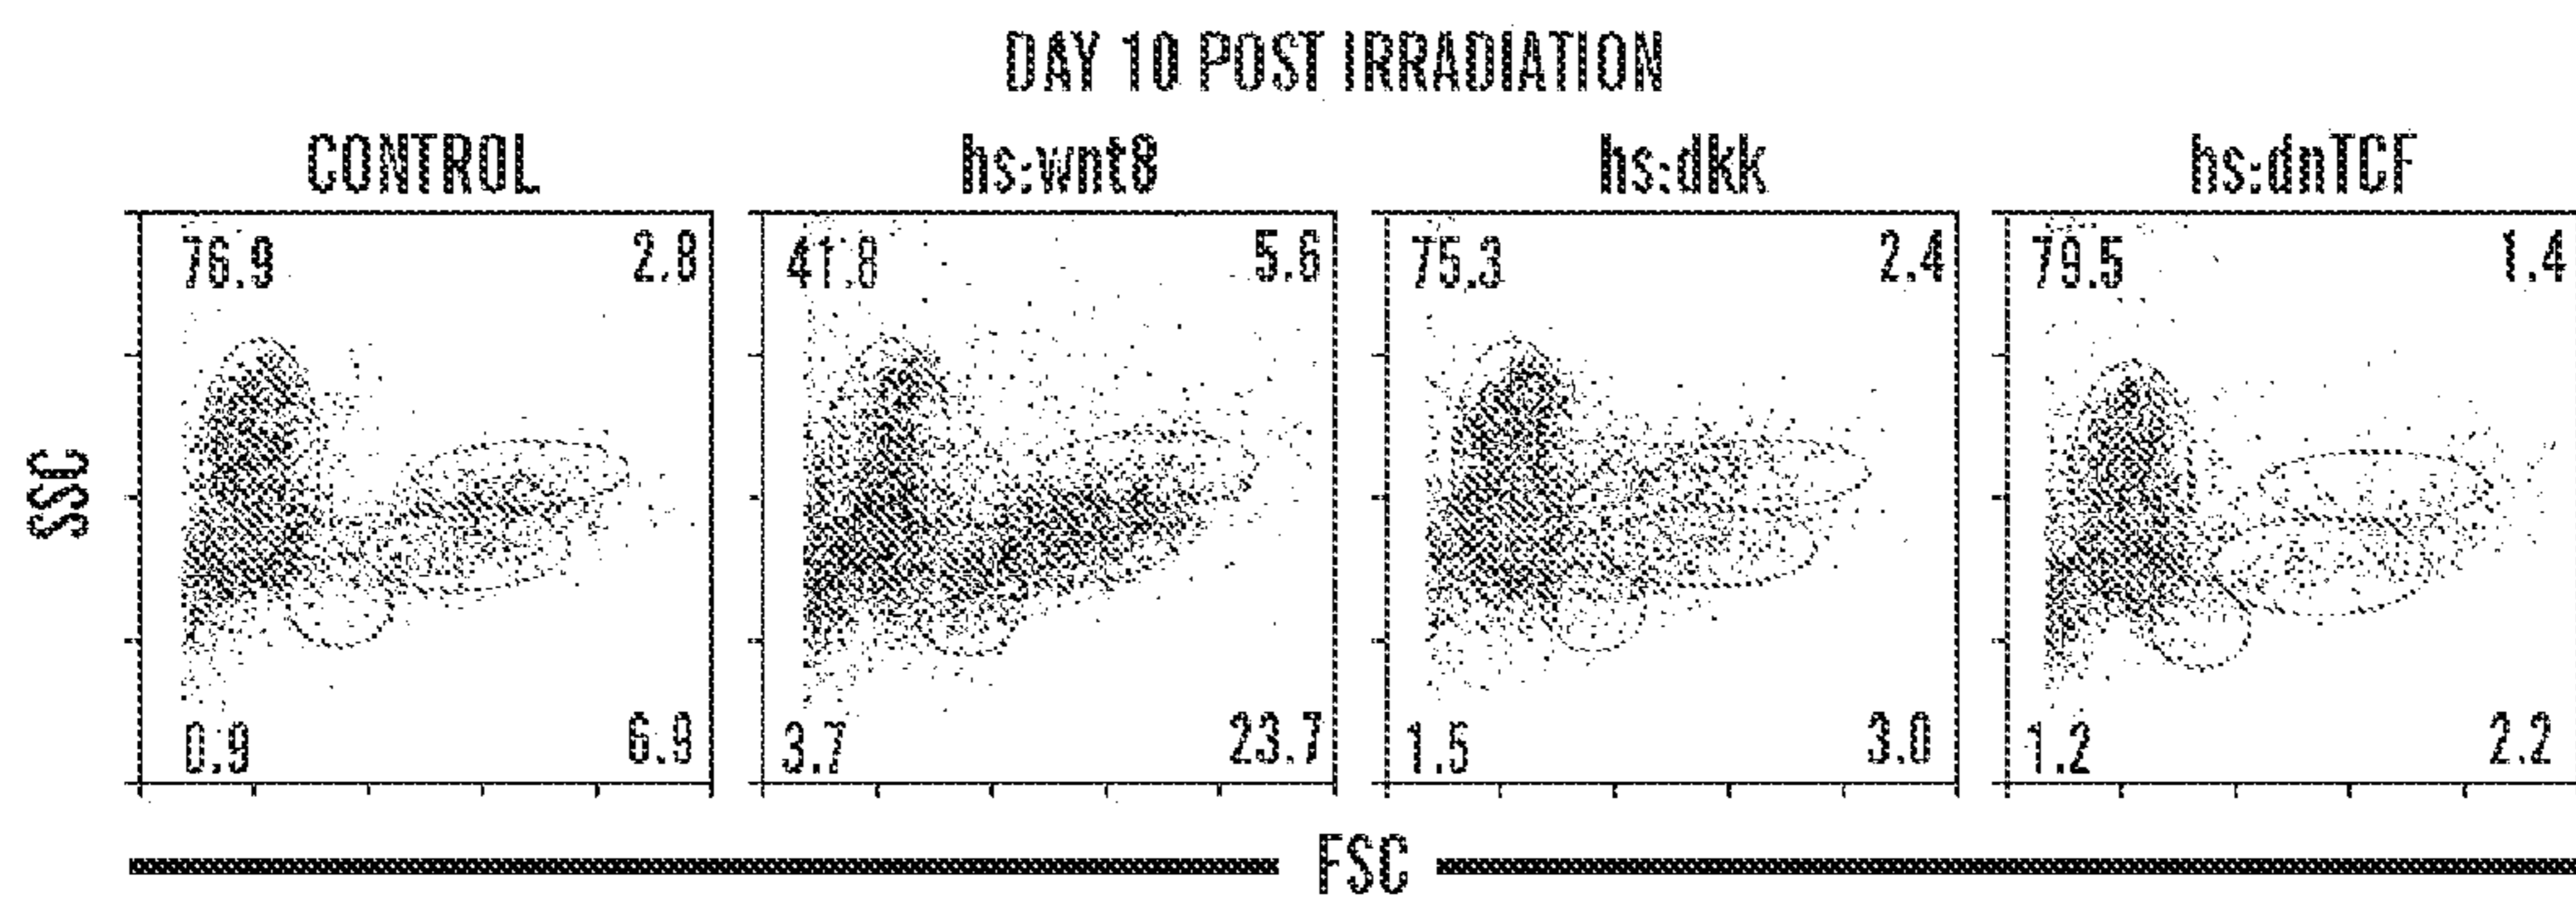 DAY 10 POST IRRADIATION
CONTROL hs:wnt8 hs:dkk hs:dnTCF
76.9 2.8 41.8 5.6 75.3 2.4 79.5 1.4
SSC
0.9 6.9 3.7 23.7 1.5 3.0 1.2 2.2
FSC